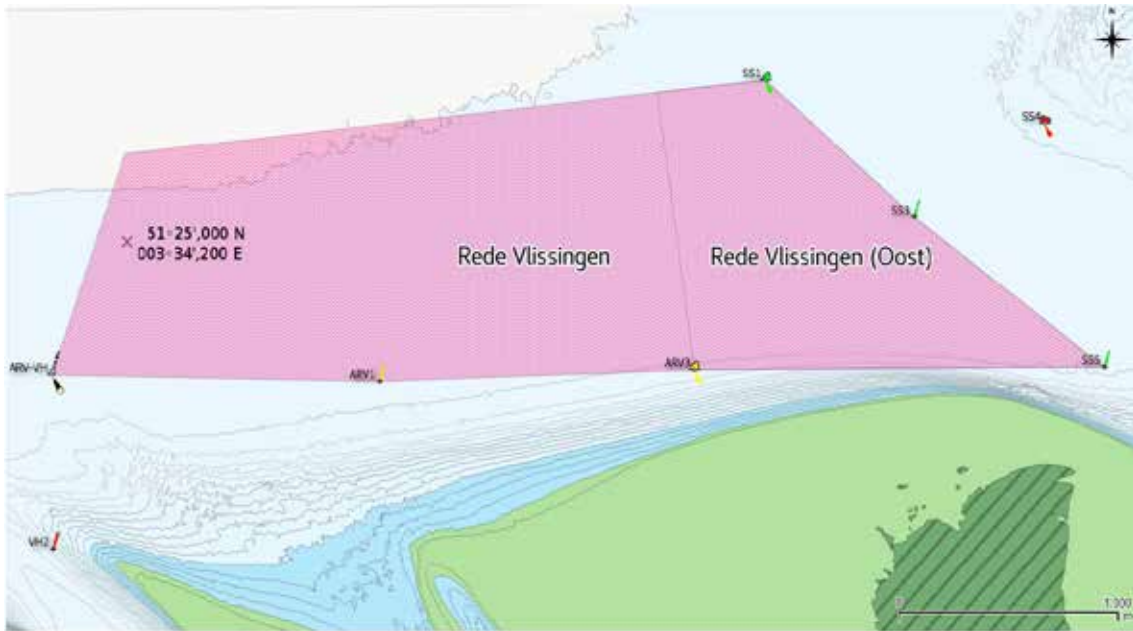 N
SS1
SS4
SS3
51°25',000 N
003°34',200 E
Rede Vlissingen
Rede Vlissingen (Oost)
ARV-VH
ARV1
ARV3
SS5
VH2
0
1.000
m